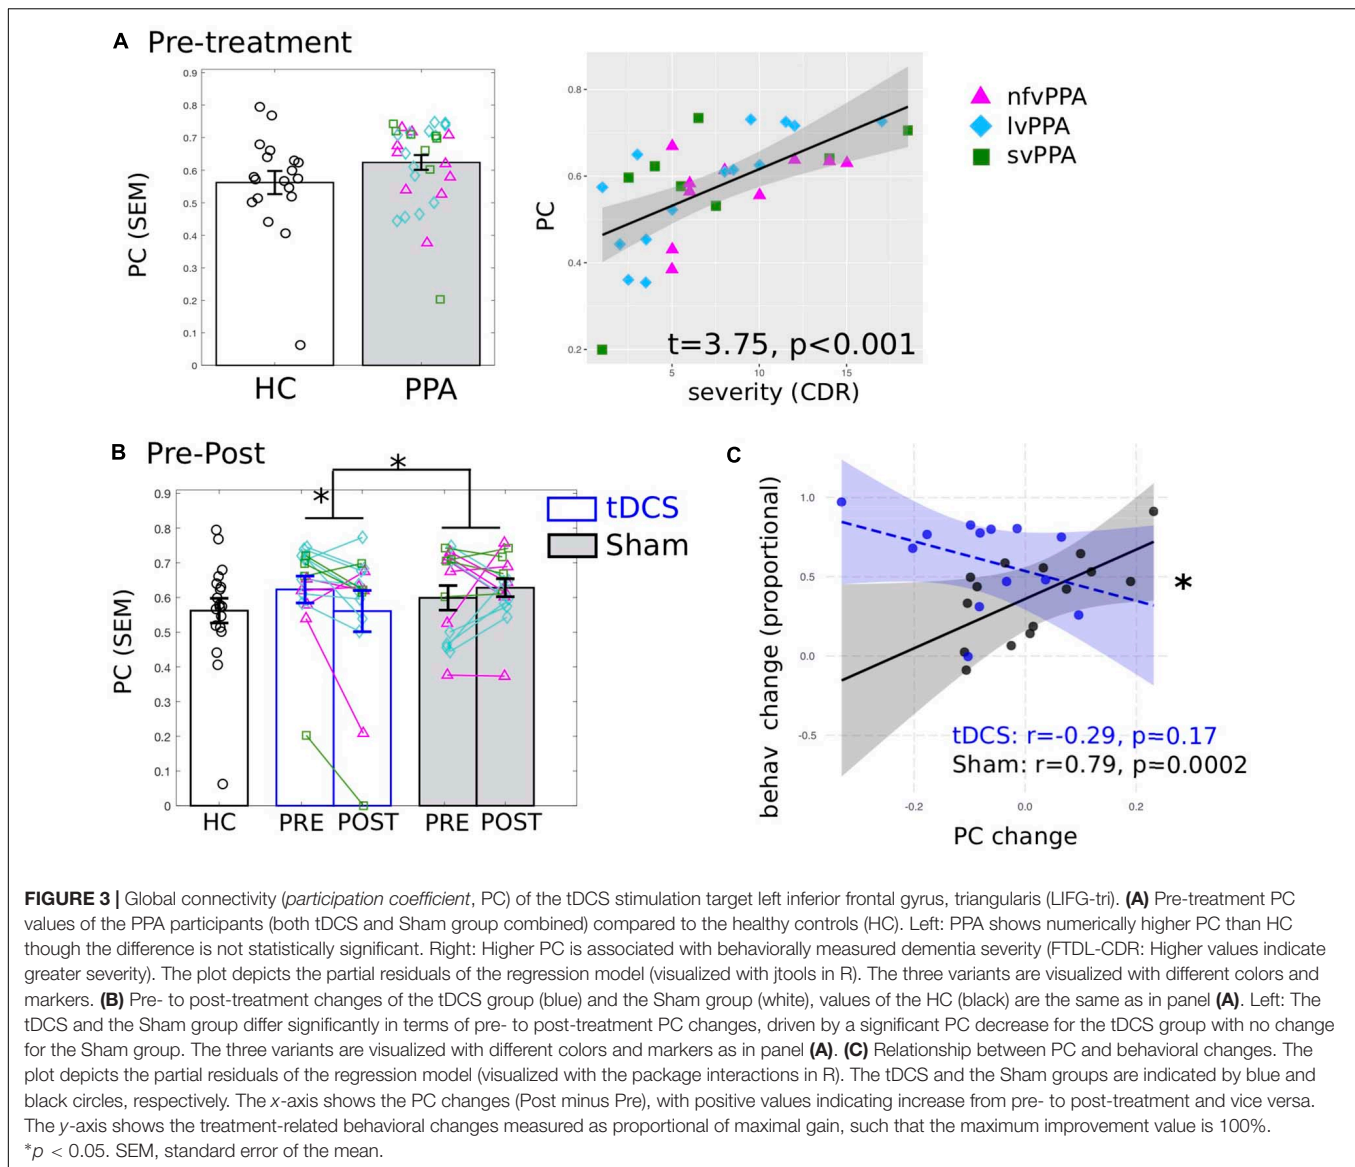 A Pre-treatment
0.9
0.8
0.7
0.6
0.5
0.4
0.3
0.2
0.1
0
PC (SEM)
HC
PPA
0.8
0.6
0.4
0.2
PC
t=3.75, p<0.001
5
10
15
severity (CDR)
nfvPPA
lvPPA
svPPA
B Pre-Post
*
*
0.9
0.8
0.7
0.6
0.5
0.4
0.3
0.2
0.1
0
PC (SEM)
HC
PRE
POST
PRE
POST
tDCS
Sham
C
1.0
0.5
0.0
-0.5
behav change (proportional)
*
tDCS: r=-0.29, p=0.17
Sham: r=0.79, p=0.0002
-0.2
0.0
0.2
PC change
FIGURE 3 | Global connectivity (participation coefficient, PC) of the tDCS stimulation target left inferior frontal gyrus, triangularis (LIFG-tri). (A) Pre-treatment PC
values of the PPA participants (both tDCS and Sham group combined) compared to the healthy controls (HC). Left: PPA shows numerically higher PC than HC
though the difference is not statistically significant. Right: Higher PC is associated with behaviorally measured dementia severity (FTDL-CDR: Higher values indicate
greater severity). The plot depicts the partial residuals of the regression model (visualized with jtools in R). The three variants are visualized with different colors and
markers. (B) Pre- to post-treatment changes of the tDCS group (blue) and the Sham group (white), values of the HC (black) are the same as in panel (A). Left: The
tDCS and the Sham group differ significantly in terms of pre- to post-treatment PC changes, driven by a significant PC decrease for the tDCS group with no change
for the Sham group. The three variants are visualized with different colors and markers as in panel (A). (C) Relationship between PC and behavioral changes. The
plot depicts the partial residuals of the regression model (visualized with the package interactions in R). The tDCS and the Sham groups are indicated by blue and
black circles, respectively. The x-axis shows the PC changes (Post minus Pre), with positive values indicating increase from pre- to post-treatment and vice versa.
The y-axis shows the treatment-related behavioral changes measured as proportional of maximal gain, such that the maximum improvement value is 100%.
*p < 0.05. SEM, standard error of the mean.